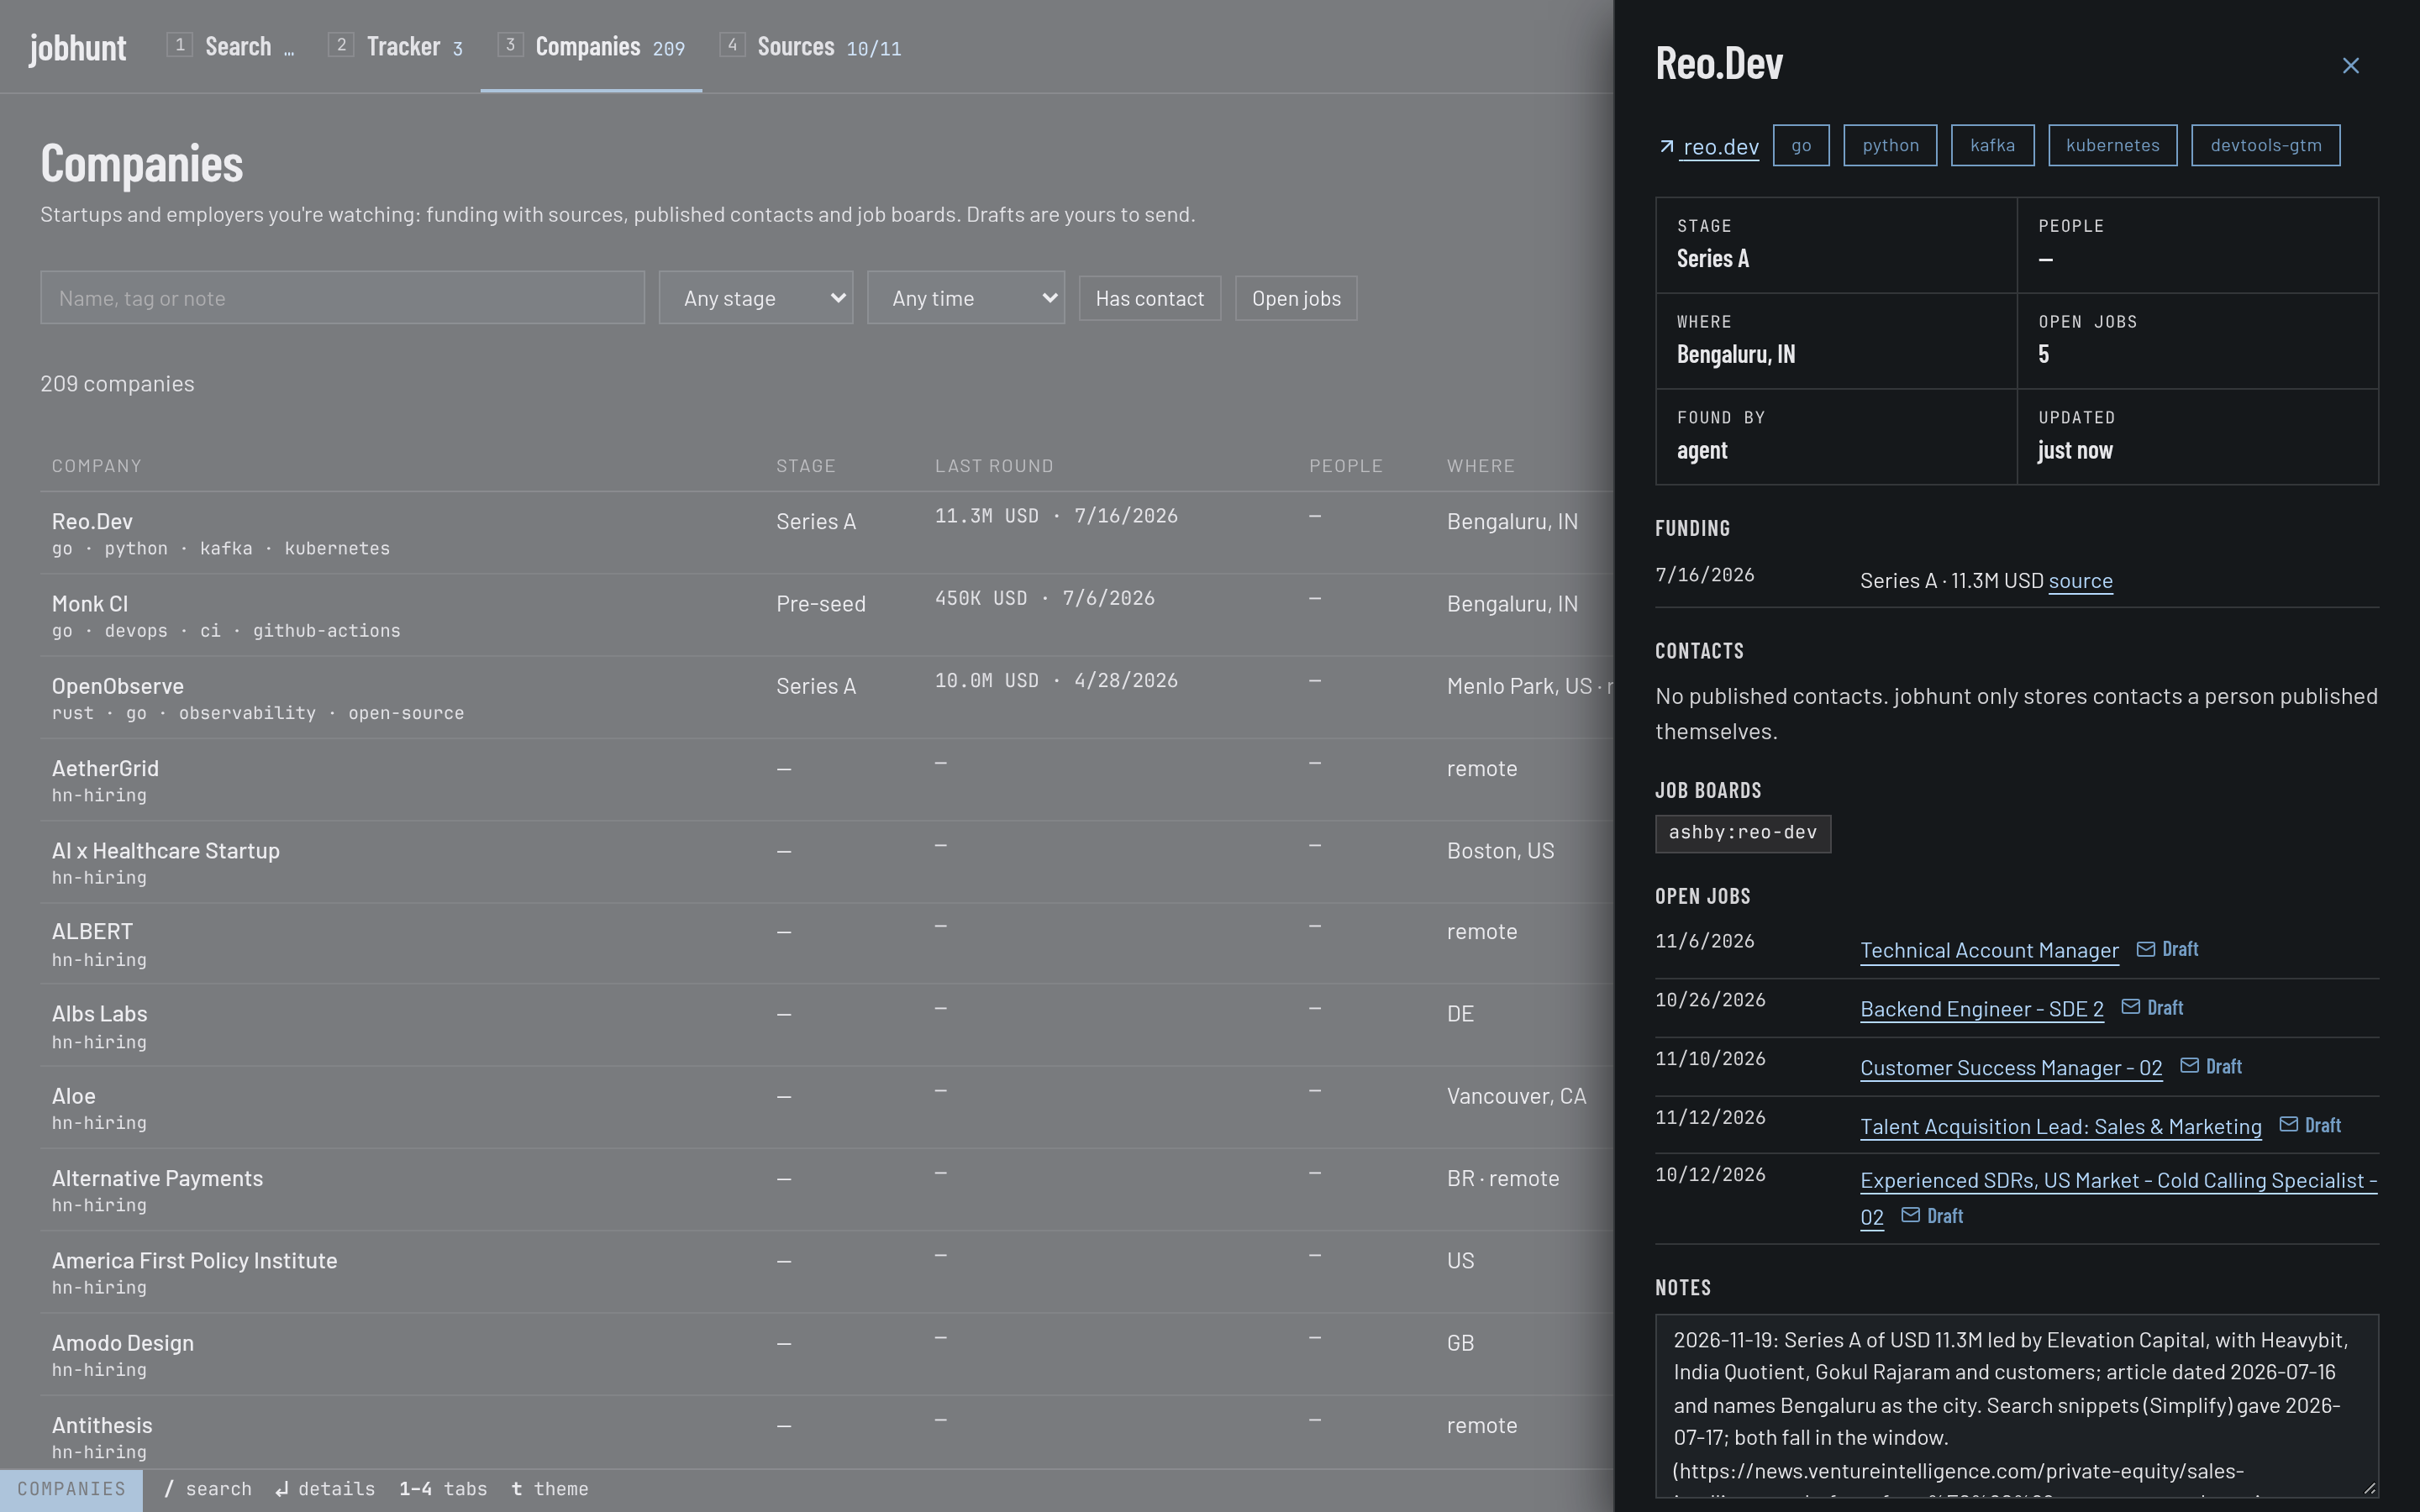 jobhunt 1 Search … 2 Tracker 3 3 Companies 209 4 Sources 10/11
Companies
Startups and employers you're watching: funding with sources, published contacts and job boards. Drafts are yours to send.
Name, tag or note Any stage Any time Has contact Open jobs
209 companies
COMPANY STAGE LAST ROUND PEOPLE WHERE
Reo.Dev Series A 11.3M USD · 7/16/2026 — Bengaluru, IN
go · python · kafka · kubernetes
Monk CI Pre-seed 450K USD · 7/6/2026 — Bengaluru, IN
go · devops · ci · github-actions
OpenObserve Series A 10.0M USD · 4/28/2026 — Menlo Park, US ·
rust · go · observability · open-source
AetherGrid — — — remote
hn-hiring
AI x Healthcare Startup — — — Boston, US
hn-hiring
ALBERT — — — remote
hn-hiring
Albs Labs — — — DE
hn-hiring
Aloe — — — Vancouver, CA
hn-hiring
Alternative Payments — — — BR · remote
hn-hiring
America First Policy Institute — — — US
hn-hiring
Amodo Design — — — GB
hn-hiring
Antithesis — — — remote
hn-hiring
COMPANIES / search ↲ details 1–4 tabs t theme
Reo.Dev
↗ reo.dev go python kafka kubernetes devtools-gtm
STAGE PEOPLE
Series A —
WHERE OPEN JOBS
Bengaluru, IN 5
FOUND BY UPDATED
agent just now
FUNDING
7/16/2026 Series A · 11.3M USD source
CONTACTS
No published contacts. jobhunt only stores contacts a person published
themselves.
JOB BOARDS
ashby:reo-dev
OPEN JOBS
11/6/2026 Technical Account Manager Draft
10/26/2026 Backend Engineer - SDE 2 Draft
11/10/2026 Customer Success Manager - 02 Draft
11/12/2026 Talent Acquisition Lead: Sales & Marketing Draft
10/12/2026 Experienced SDRs, US Market - Cold Calling Specialist -
02 Draft
NOTES
2026-11-19: Series A of USD 11.3M led by Elevation Capital, with Heavybit,
India Quotient, Gokul Rajaram and customers; article dated 2026-07-16
and names Bengaluru as the city. Search snippets (Simplify) gave 2026-
07-17; both fall in the window.
(https://news.ventureintelligence.com/private-equity/sales-